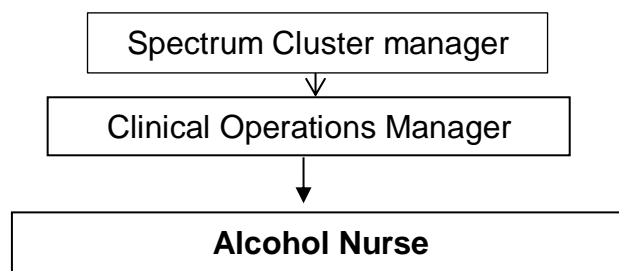 Spectrum Cluster manager
Clinical Operations Manager
Alcohol Nurse